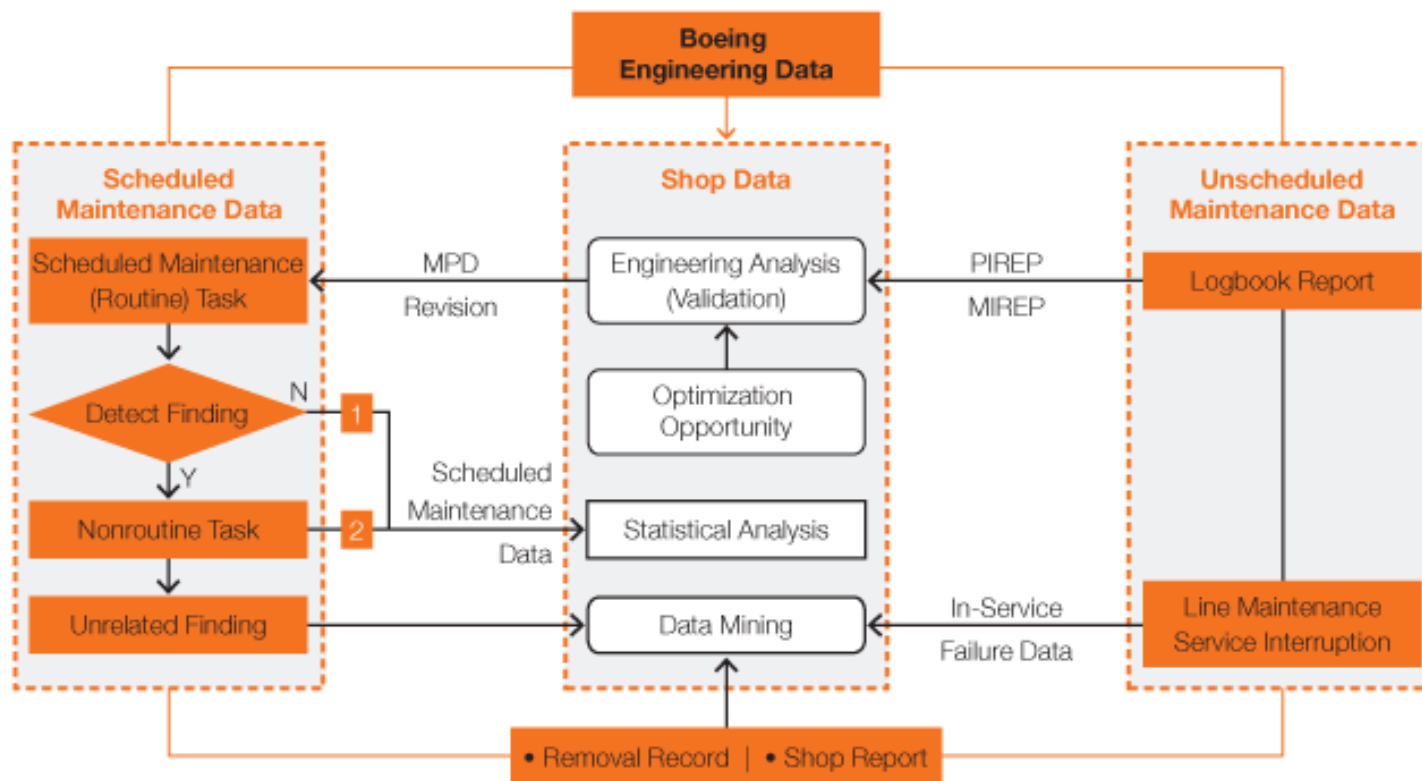 Boeing
Engineering Data
Scheduled
Maintenance Data
Scheduled Maintenance
(Routine) Task
Detect Finding
N
1
Y
Nonroutine Task
2
Unrelated Finding
MPD
Revision
Scheduled
Maintenance
Data
Shop Data
Engineering Analysis
(Validation)
Optimization
Opportunity
Statistical Analysis
Data Mining
PIREP
MIREP
In-Service
Failure Data
Unscheduled
Maintenance Data
Logbook Report
Line Maintenance
Service Interruption
• Removal Record | • Shop Report